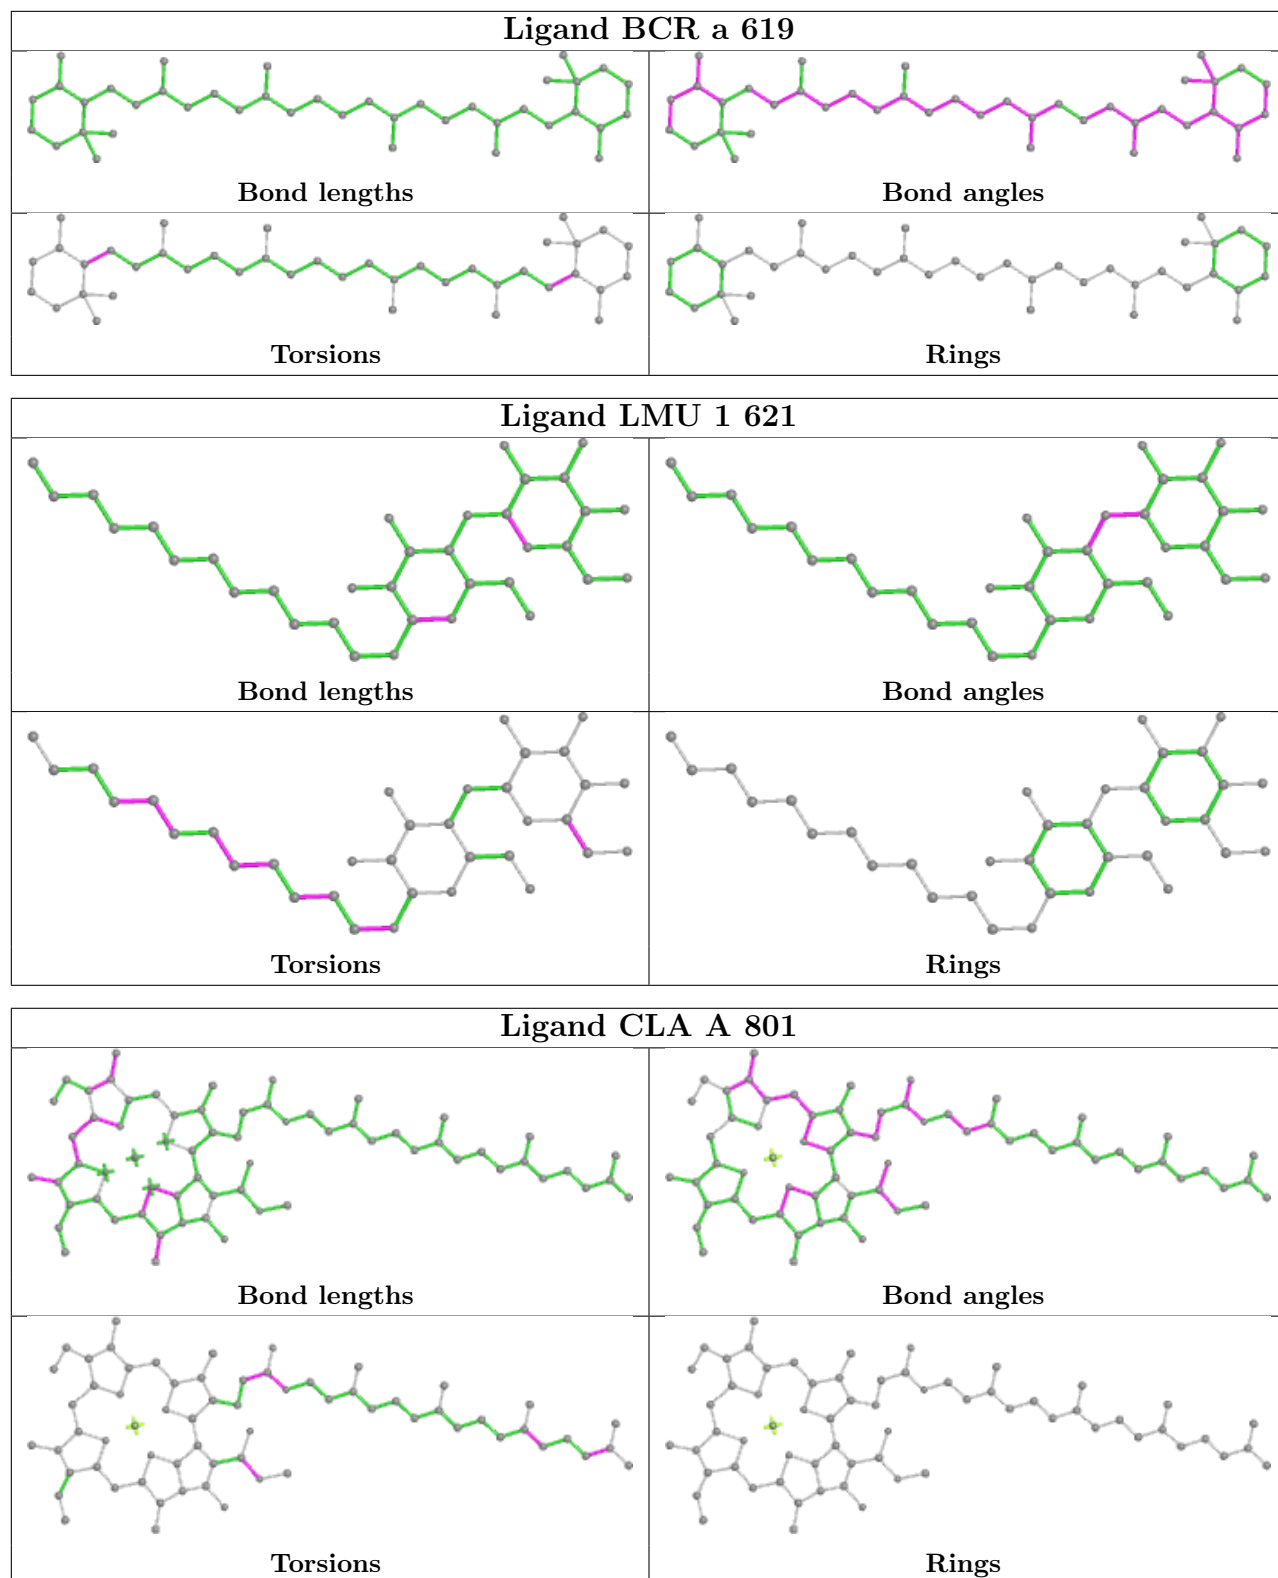 Ligand BCR a 619
Bond lengths
Bond angles
Torsions
Rings
Ligand LMU 1 621
Bond lengths
Bond angles
Torsions
Rings
Ligand CLA A 801
Bond lengths
Bond angles
Torsions
Rings